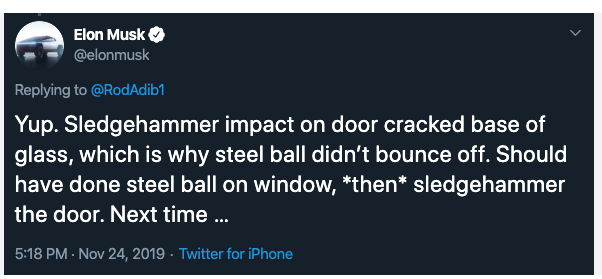 Elon Musk
@elonmusk
Replying to @RodAdib1
Yup. Sledgehammer impact on door cracked base of
glass, which is why steel ball didn’t bounce off. Should
have done steel ball on window, *then* sledgehammer
the door. Next time ...
5:18 PM · Nov 24, 2019 · Twitter for iPhone